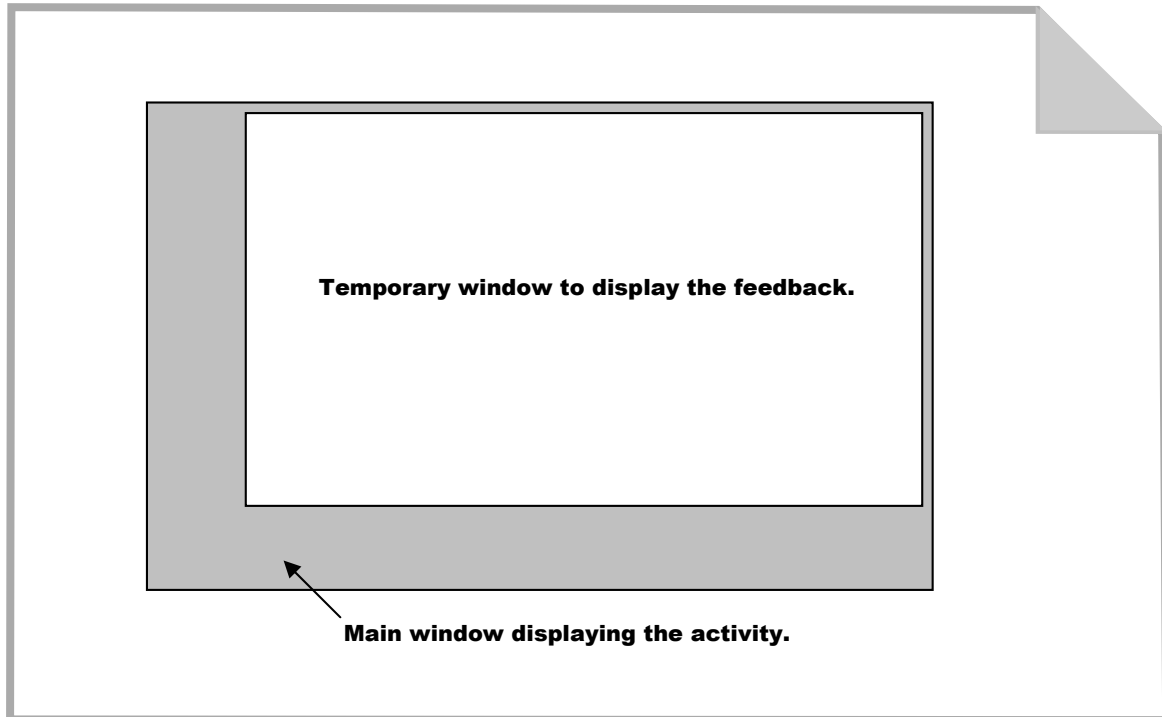 Temporary window to display the feedback.
Main window displaying the activity.